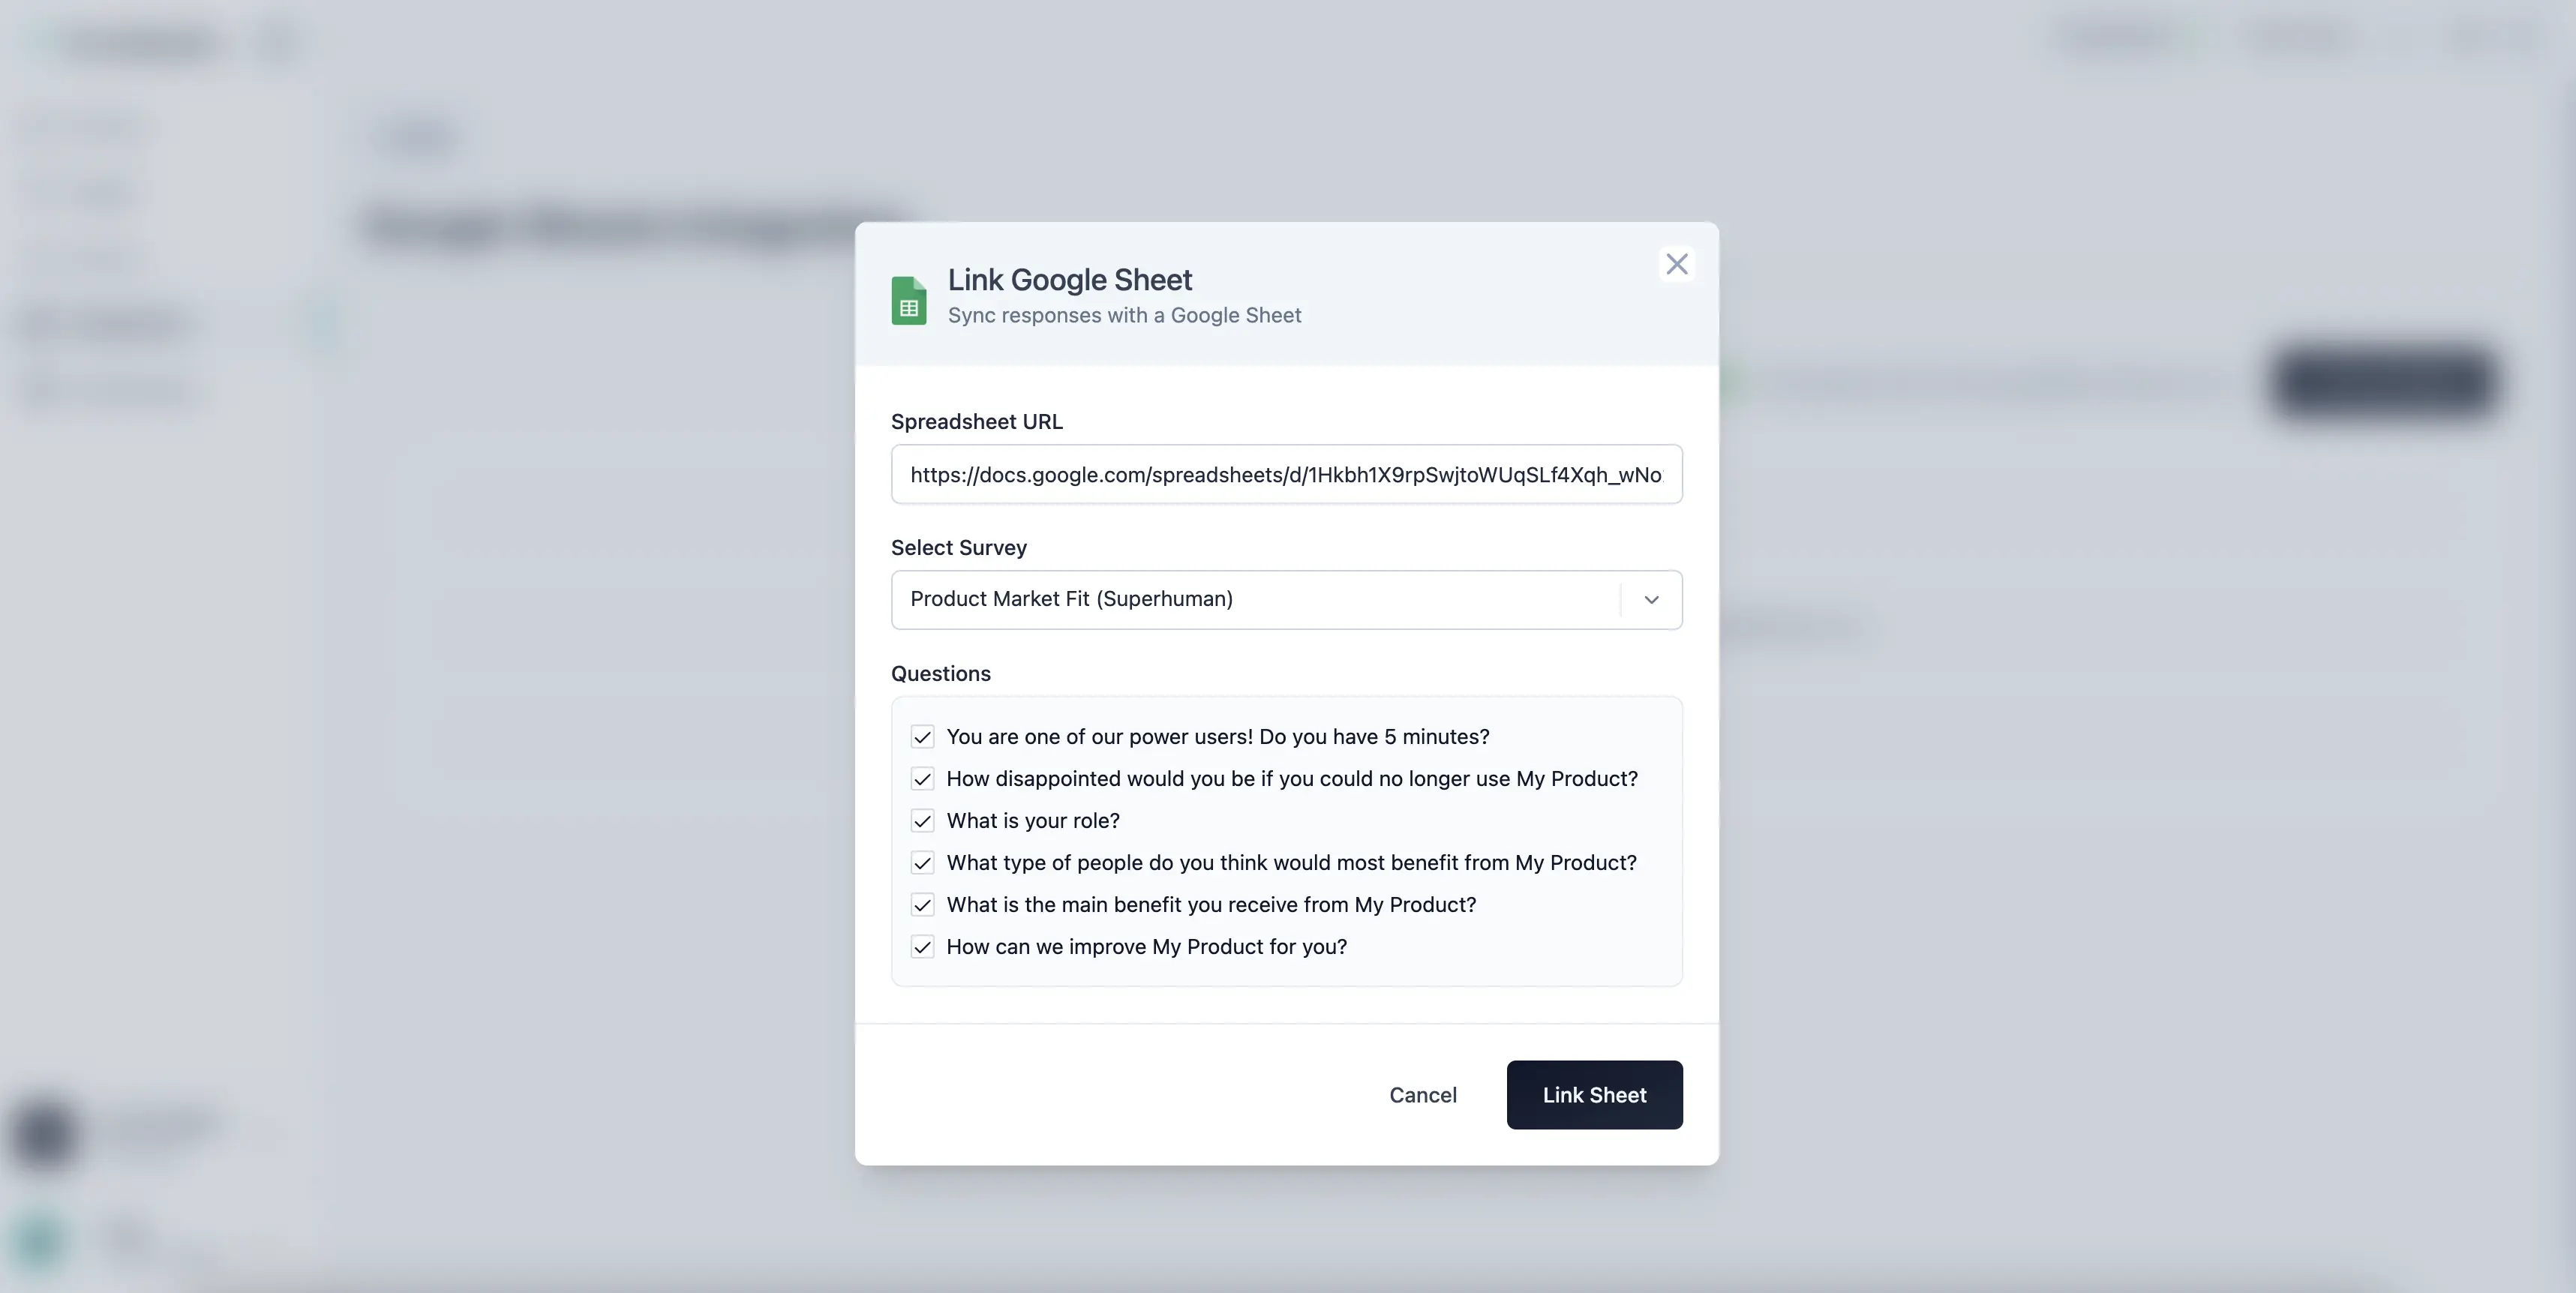 Link Google Sheet
Sync responses with a Google Sheet
Spreadsheet URL
https://docs.google.com/spreadsheets/d/1Hkbh1X9rpSwjtoWUqSLf4Xqh_wNo
Select Survey
Product Market Fit (Superhuman)
Questions
You are one of our power users! Do you have 5 minutes?
How disappointed would you be if you could no longer use My Product?
What is your role?
What type of people do you think would most benefit from My Product?
What is the main benefit you receive from My Product?
How can we improve My Product for you?
Cancel
Link Sheet